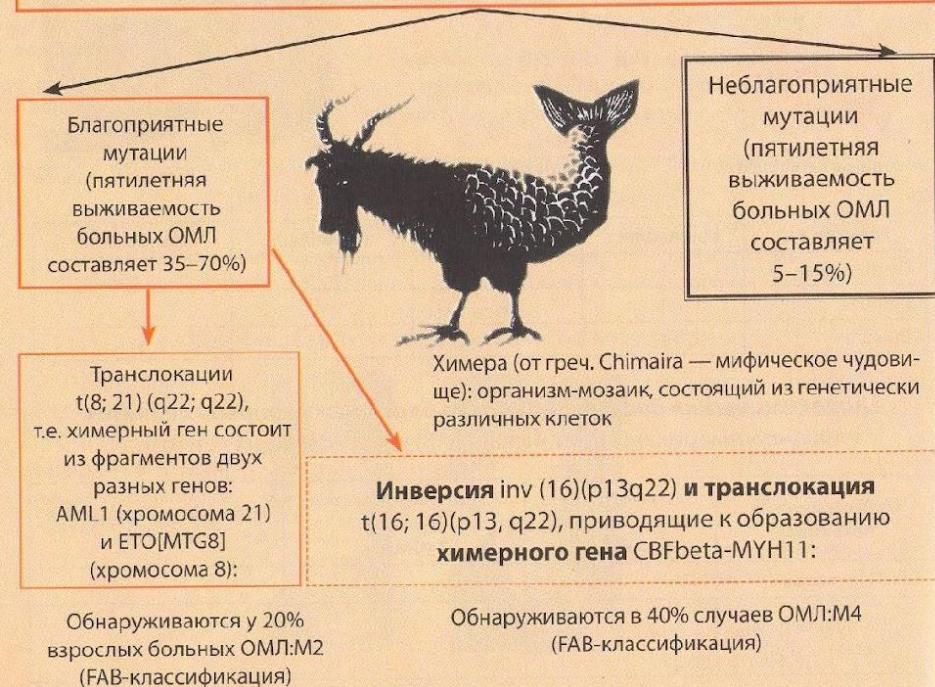 Благоприятные
мутации
(пятилетняя
выживаемость
больных ОМЛ
составляет 35–70%)
Неблагоприятные
мутации
(пятилетняя
выживаемость
больных ОМЛ
составляет
5–15%)
Химера (от греч. Chimaira — мифическое чудови-
ще): организм-мозаик, состоящий из генетически
различных клеток
Транслокации
t(8; 21) (q22; q22),
т.е. химерный ген состоит
из фрагментов двух
разных генов:
AML1 (хромосома 21)
и ETO[MTG8]
(хромосома 8):
Инверсия inv (16)(p13q22) и транслокация
t(16; 16)(p13, q22), приводящие к образованию
химерного гена CBFbeta-MYH11:
Обнаруживаются у 20%
взрослых больных ОМЛ:М2
(FAB-классификация)
Обнаруживаются в 40% случаев ОМЛ:М4
(FAB-классификация)